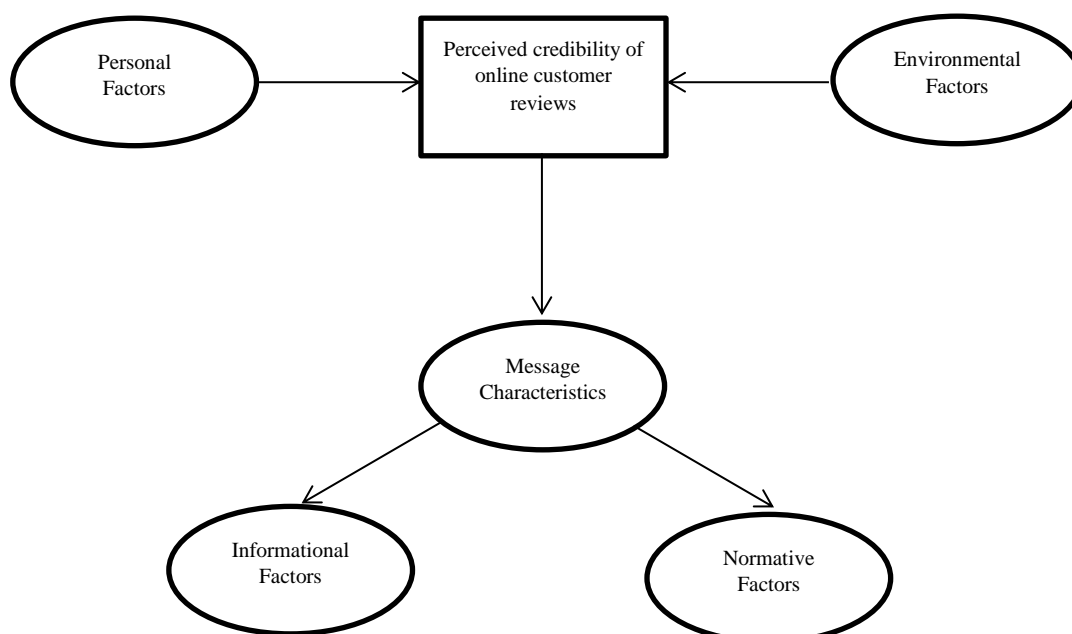 Personal
Factors
Perceived credibility of
online customer
reviews
Environmental
Factors
Message
Characteristics
Informational
Factors
Normative
Factors